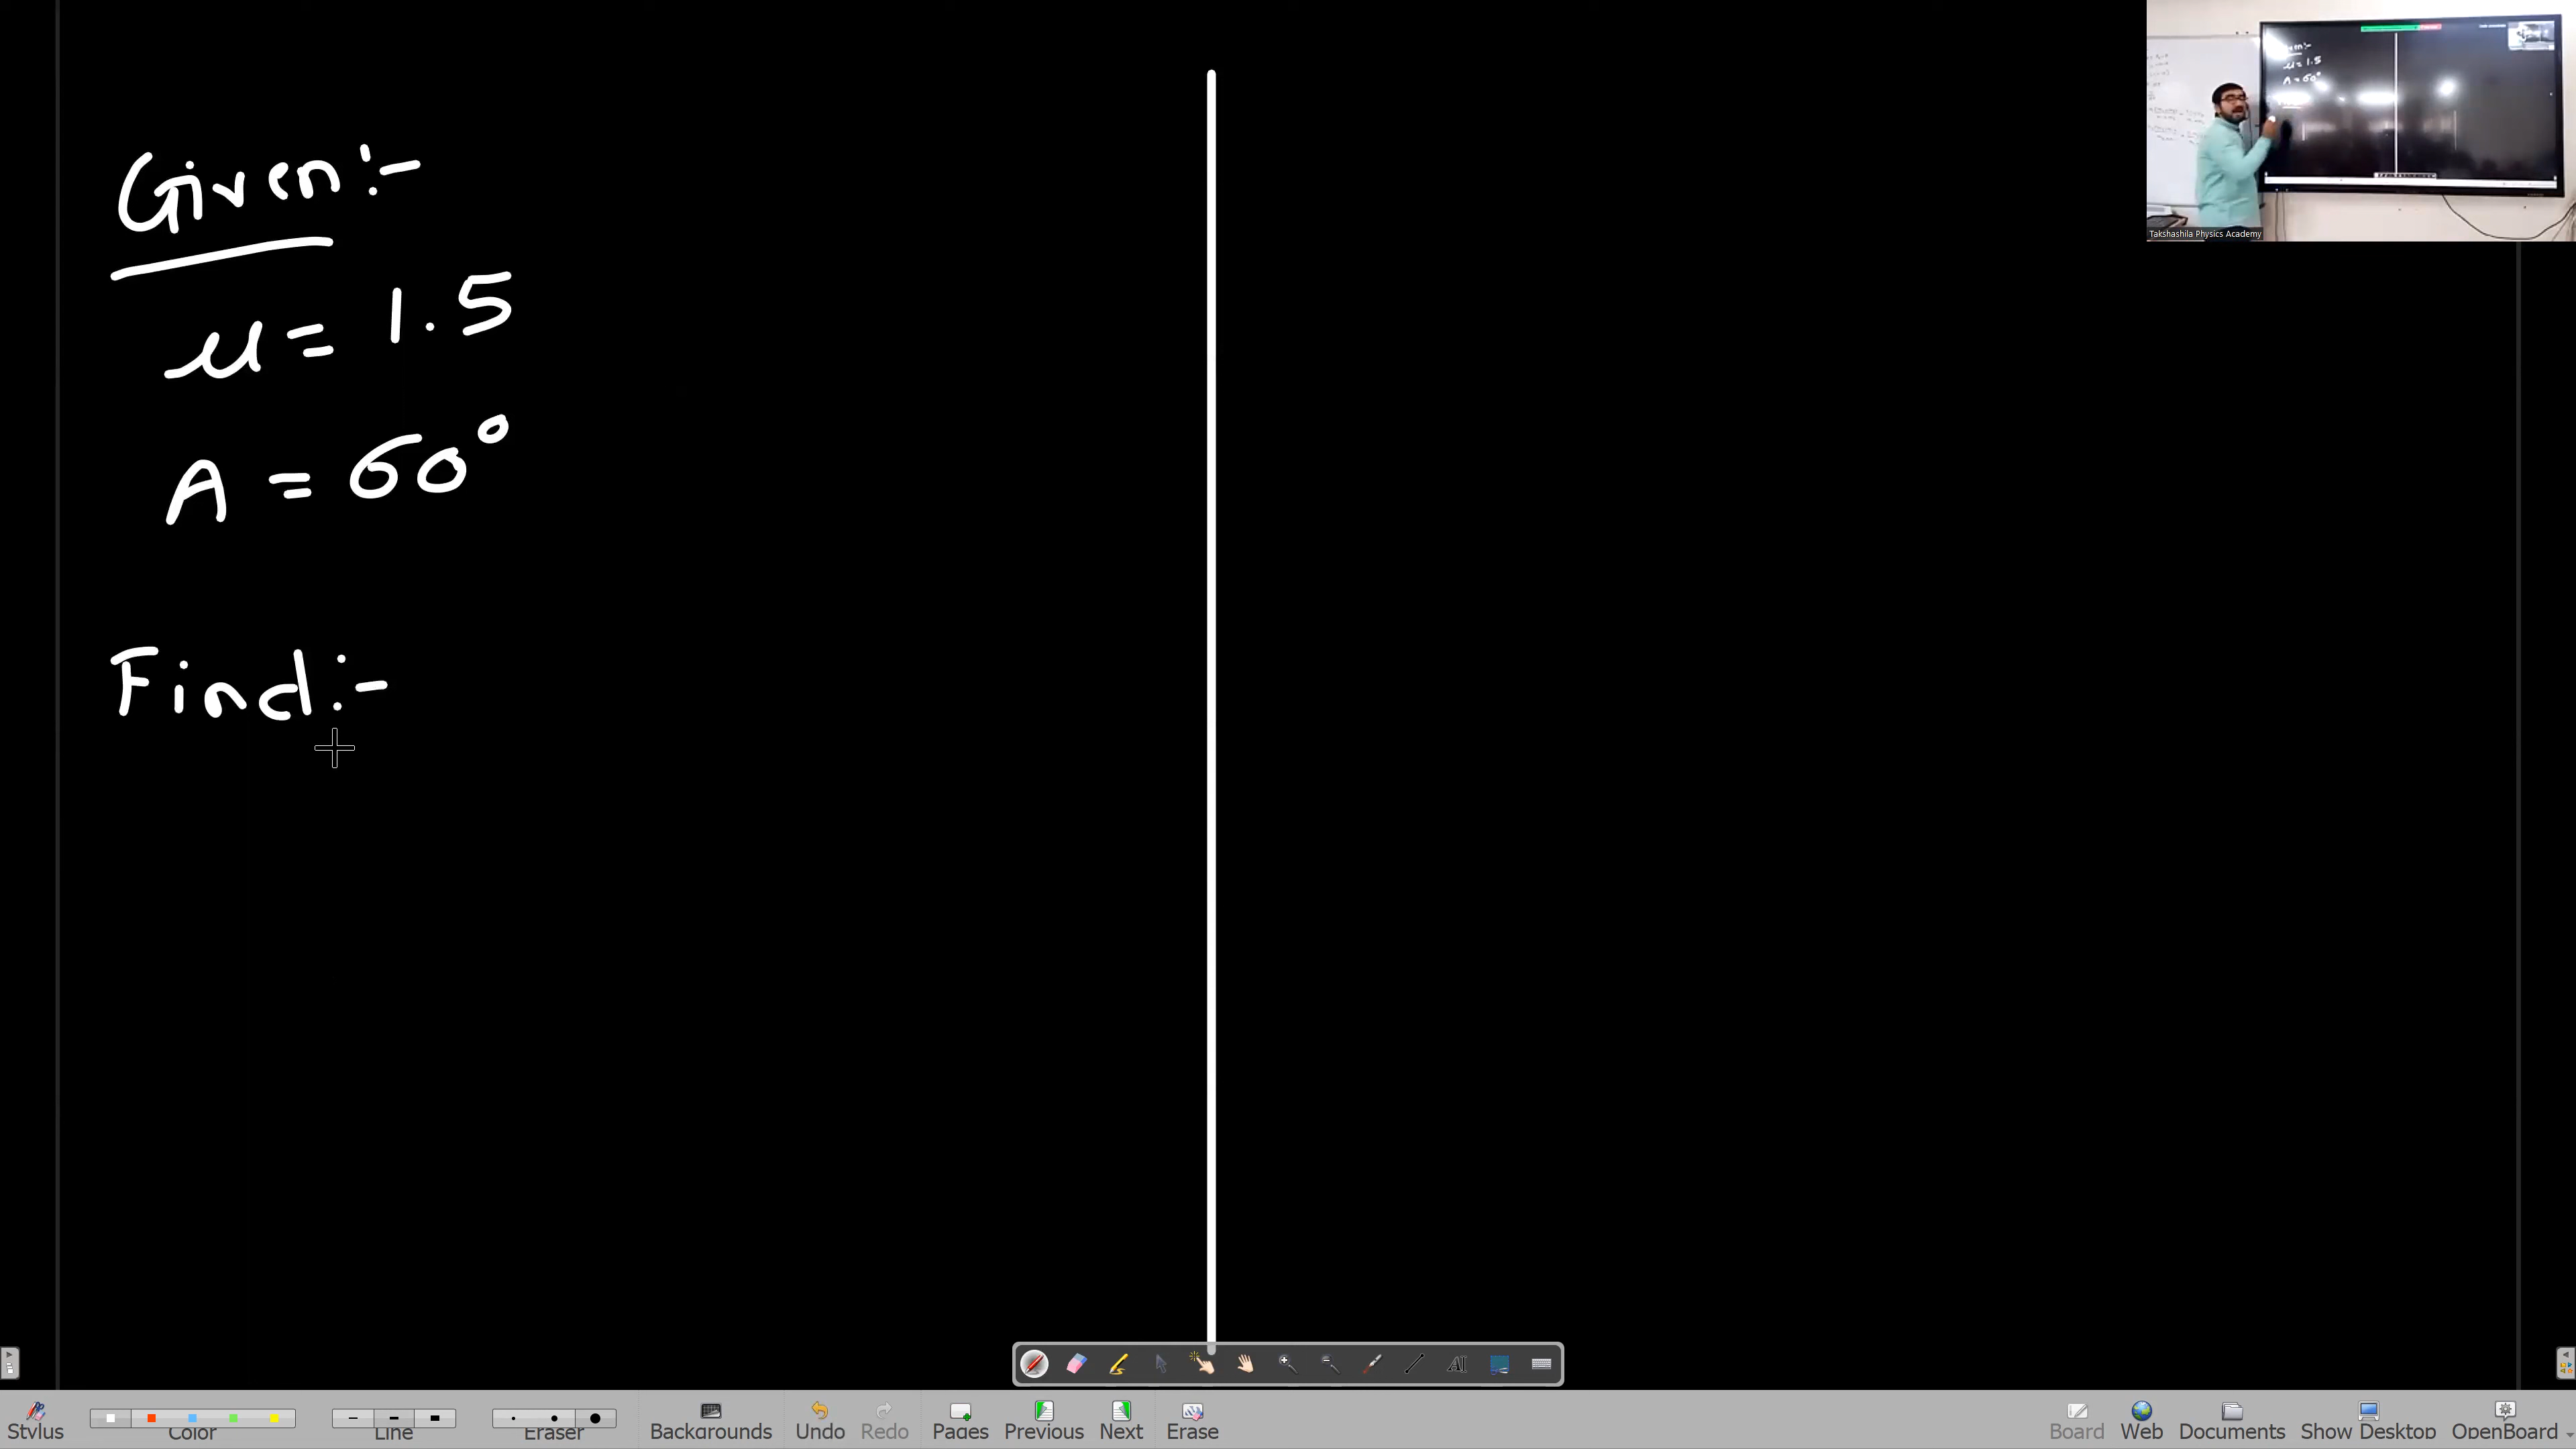 Given:-
μ = 1.5
A = 60°
Find:-
Takshashila Physics Academy
Stylus
Color
Line
Eraser
Backgrounds
Undo
Redo
Pages
Previous
Next
Erase
Board
Web
Documents
Show Desktop
OpenBoard